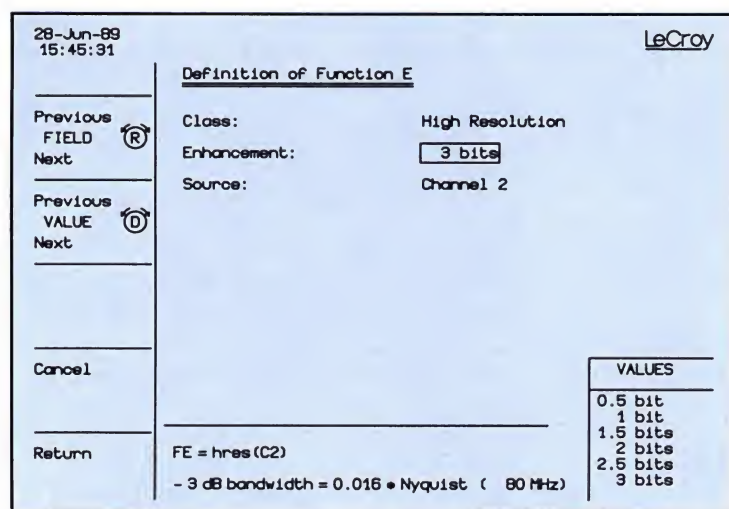 28-Jun-89
15:45:31
LeCroy
Definition of Function E
Previous
FIELD R
Next
Class: High Resolution
Enhancement: 3 bits
Source: Channel 2
Previous
VALUE D
Next
Cancel
Return
FE = hres(C2)
- 3 dB bandwidth = 0.016 * Nyquist ( 80 MHz)
VALUES
0.5 bit
1 bit
1.5 bits
2 bits
2.5 bits
3 bits